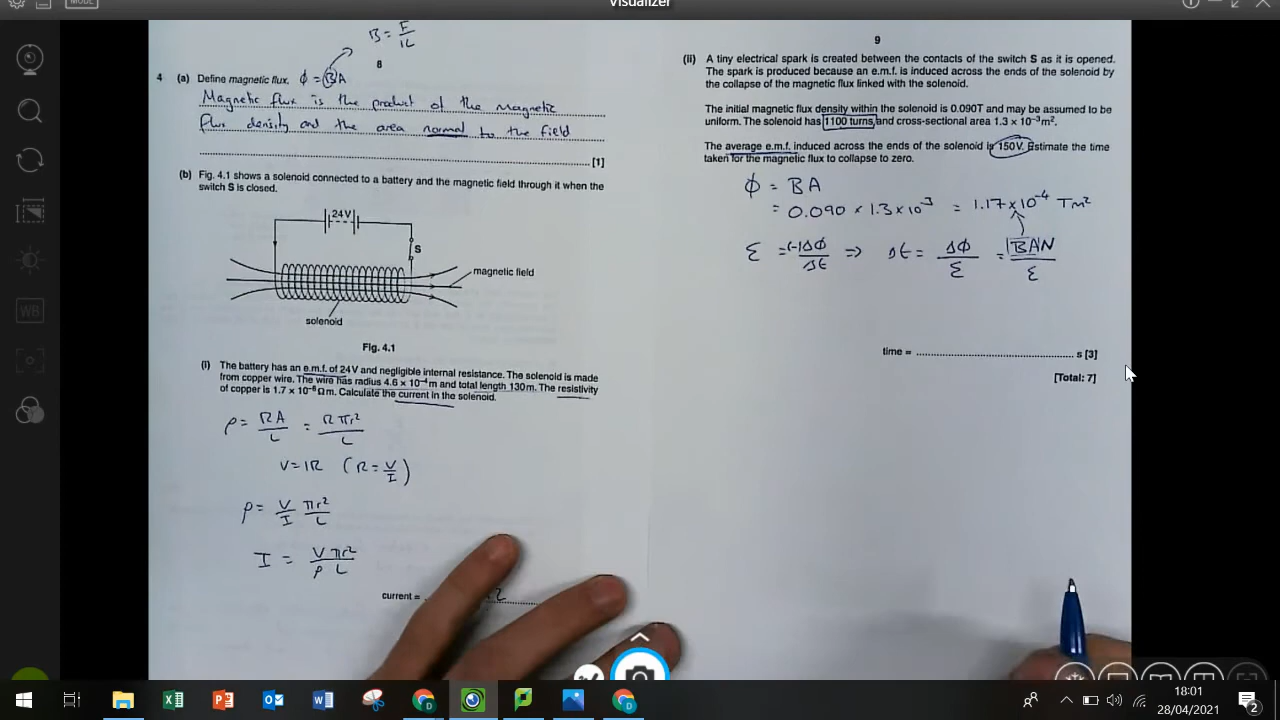 Visualizer
MODE
WB
B = F/IL
8
4 (a) Define magnetic flux. ϕ = BA
Magnetic flux is the product of the magnetic
flux density and the area normal to the field
[1]
(b) Fig. 4.1 shows a solenoid connected to a battery and the magnetic field through it when the
switch S is closed.
24V
S
magnetic field
solenoid
Fig. 4.1
(i) The battery has an e.m.f. of 24V and negligible internal resistance. The solenoid is made
from copper wire. The wire has radius 4.6 × 10⁻⁴m and total length 130m. The resistivity
of copper is 1.7 × 10⁻⁸Ωm. Calculate the current in the solenoid.
ρ = RA/L = Rπr²/L
V=IR (R = V/I)
ρ = V/I πr²/L
I = Vπr²/ρL
current =
9
(ii) A tiny electrical spark is created between the contacts of the switch S as it is opened.
The spark is produced because an e.m.f. is induced across the ends of the solenoid by
the collapse of the magnetic flux linked with the solenoid.
The initial magnetic flux density within the solenoid is 0.090T and may be assumed to be
uniform. The solenoid has 1100 turns and cross-sectional area 1.3 × 10⁻³m².
The average e.m.f. induced across the ends of the solenoid is 150V. Estimate the time
taken for the magnetic flux to collapse to zero.
ϕ = BA
= 0.090 × 1.3 × 10⁻³ = 1.17 × 10⁻⁴ Tm²
ε = (-)Δϕ/Δt ⇒ Δt = Δϕ/ε = BAN/ε
time = s [3]
[Total: 7]
18:01
28/04/2021
2